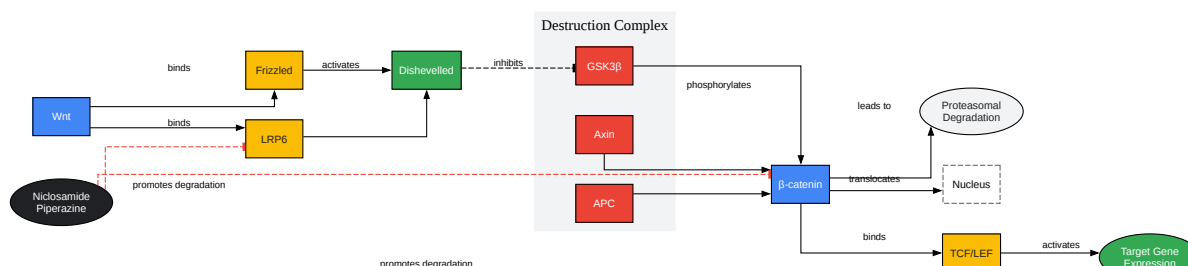 Destruction Complex
binds
Frizzled
activates
Dishevelled
inhibits
GSK3β
phosphorylates
Wnt
binds
LRP6
Axin
leads to
Proteasomal
Degradation
promotes degradation
Niclosamide
Piperazine
APC
β-catenin
translocates
Nucleus
binds
TCF/LEF
activates
Target Gene
Expression
promotes degradation